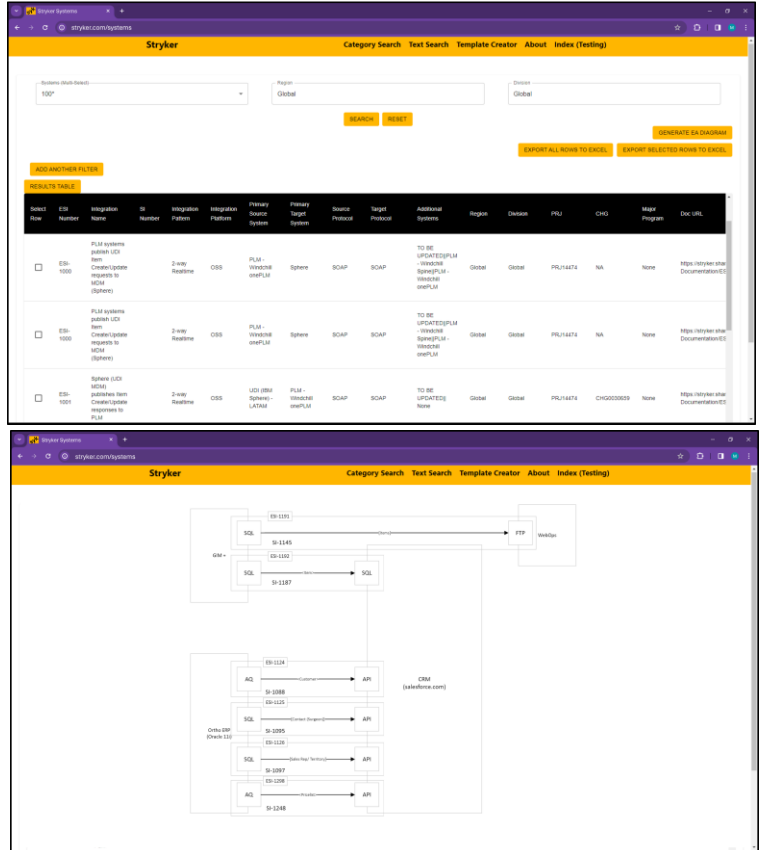 Stryker Systems
stryker.com/systems
Stryker
Category Search Text Search Template Creator About Index (Testing)
Systems (Multi-Select)
100*
Region
Global
Division
Global
SEARCH RESET
GENERATE EA DIAGRAM
EXPORT ALL ROWS TO EXCEL EXPORT SELECTED ROWS TO EXCEL
ADD ANOTHER FILTER
RESULTS TABLE
Select Row ESI Number Integration Name SI Number Integration Pattern Integration Platform Primary Source System Primary Target System Source Protocol Target Protocol Additional Systems Region Division PRJ CHG Major Program Doc URL
ESI-1000 PLM systems publish UDI Item Create/Update requests to MDM (Sphere) 2-way Realtime OSS PLM - Windchill onePLM Sphere SOAP SOAP TO BE UPDATED||PLM - Windchill Spine||PLM - Windchill onePLM Global Global PRJ14474 NA None https://stryker.shar Documentation/ES
ESI-1000 PLM systems publish UDI Item Create/Update requests to MDM (Sphere) 2-way Realtime OSS PLM - Windchill onePLM Sphere SOAP SOAP TO BE UPDATED||PLM - Windchill Spine||PLM - Windchill onePLM Global Global PRJ14474 NA None https://stryker.shar Documentation/ES
ESI-1001 Sphere (UDI MDM) publishes Item Create/Update responses to PLM 2-way Realtime OSS UDI (IBM Sphere) - LATAM PLM - Windchill onePLM SOAP SOAP TO BE UPDATED|| None Global Global PRJ14474 CHG0030659 None https://stryker.shar Documentation/ES
Stryker Systems
stryker.com/systems
Stryker
Category Search Text Search Template Creator About Index (Testing)
ESI-1191
SQL FTP WebOps
SI-1145
GIM +
ESI-1192
SQL SQL
SI-1187
ESI-1124
AQ Customer API
SI-1088
CRM
(salesforce.com)
ESI-1125
SQL API
SI-1095
Ortho ERP
(Oracle 11i)
ESI-1126
SQL API
SI-1097
ESI-1298
AQ API
SI-1248